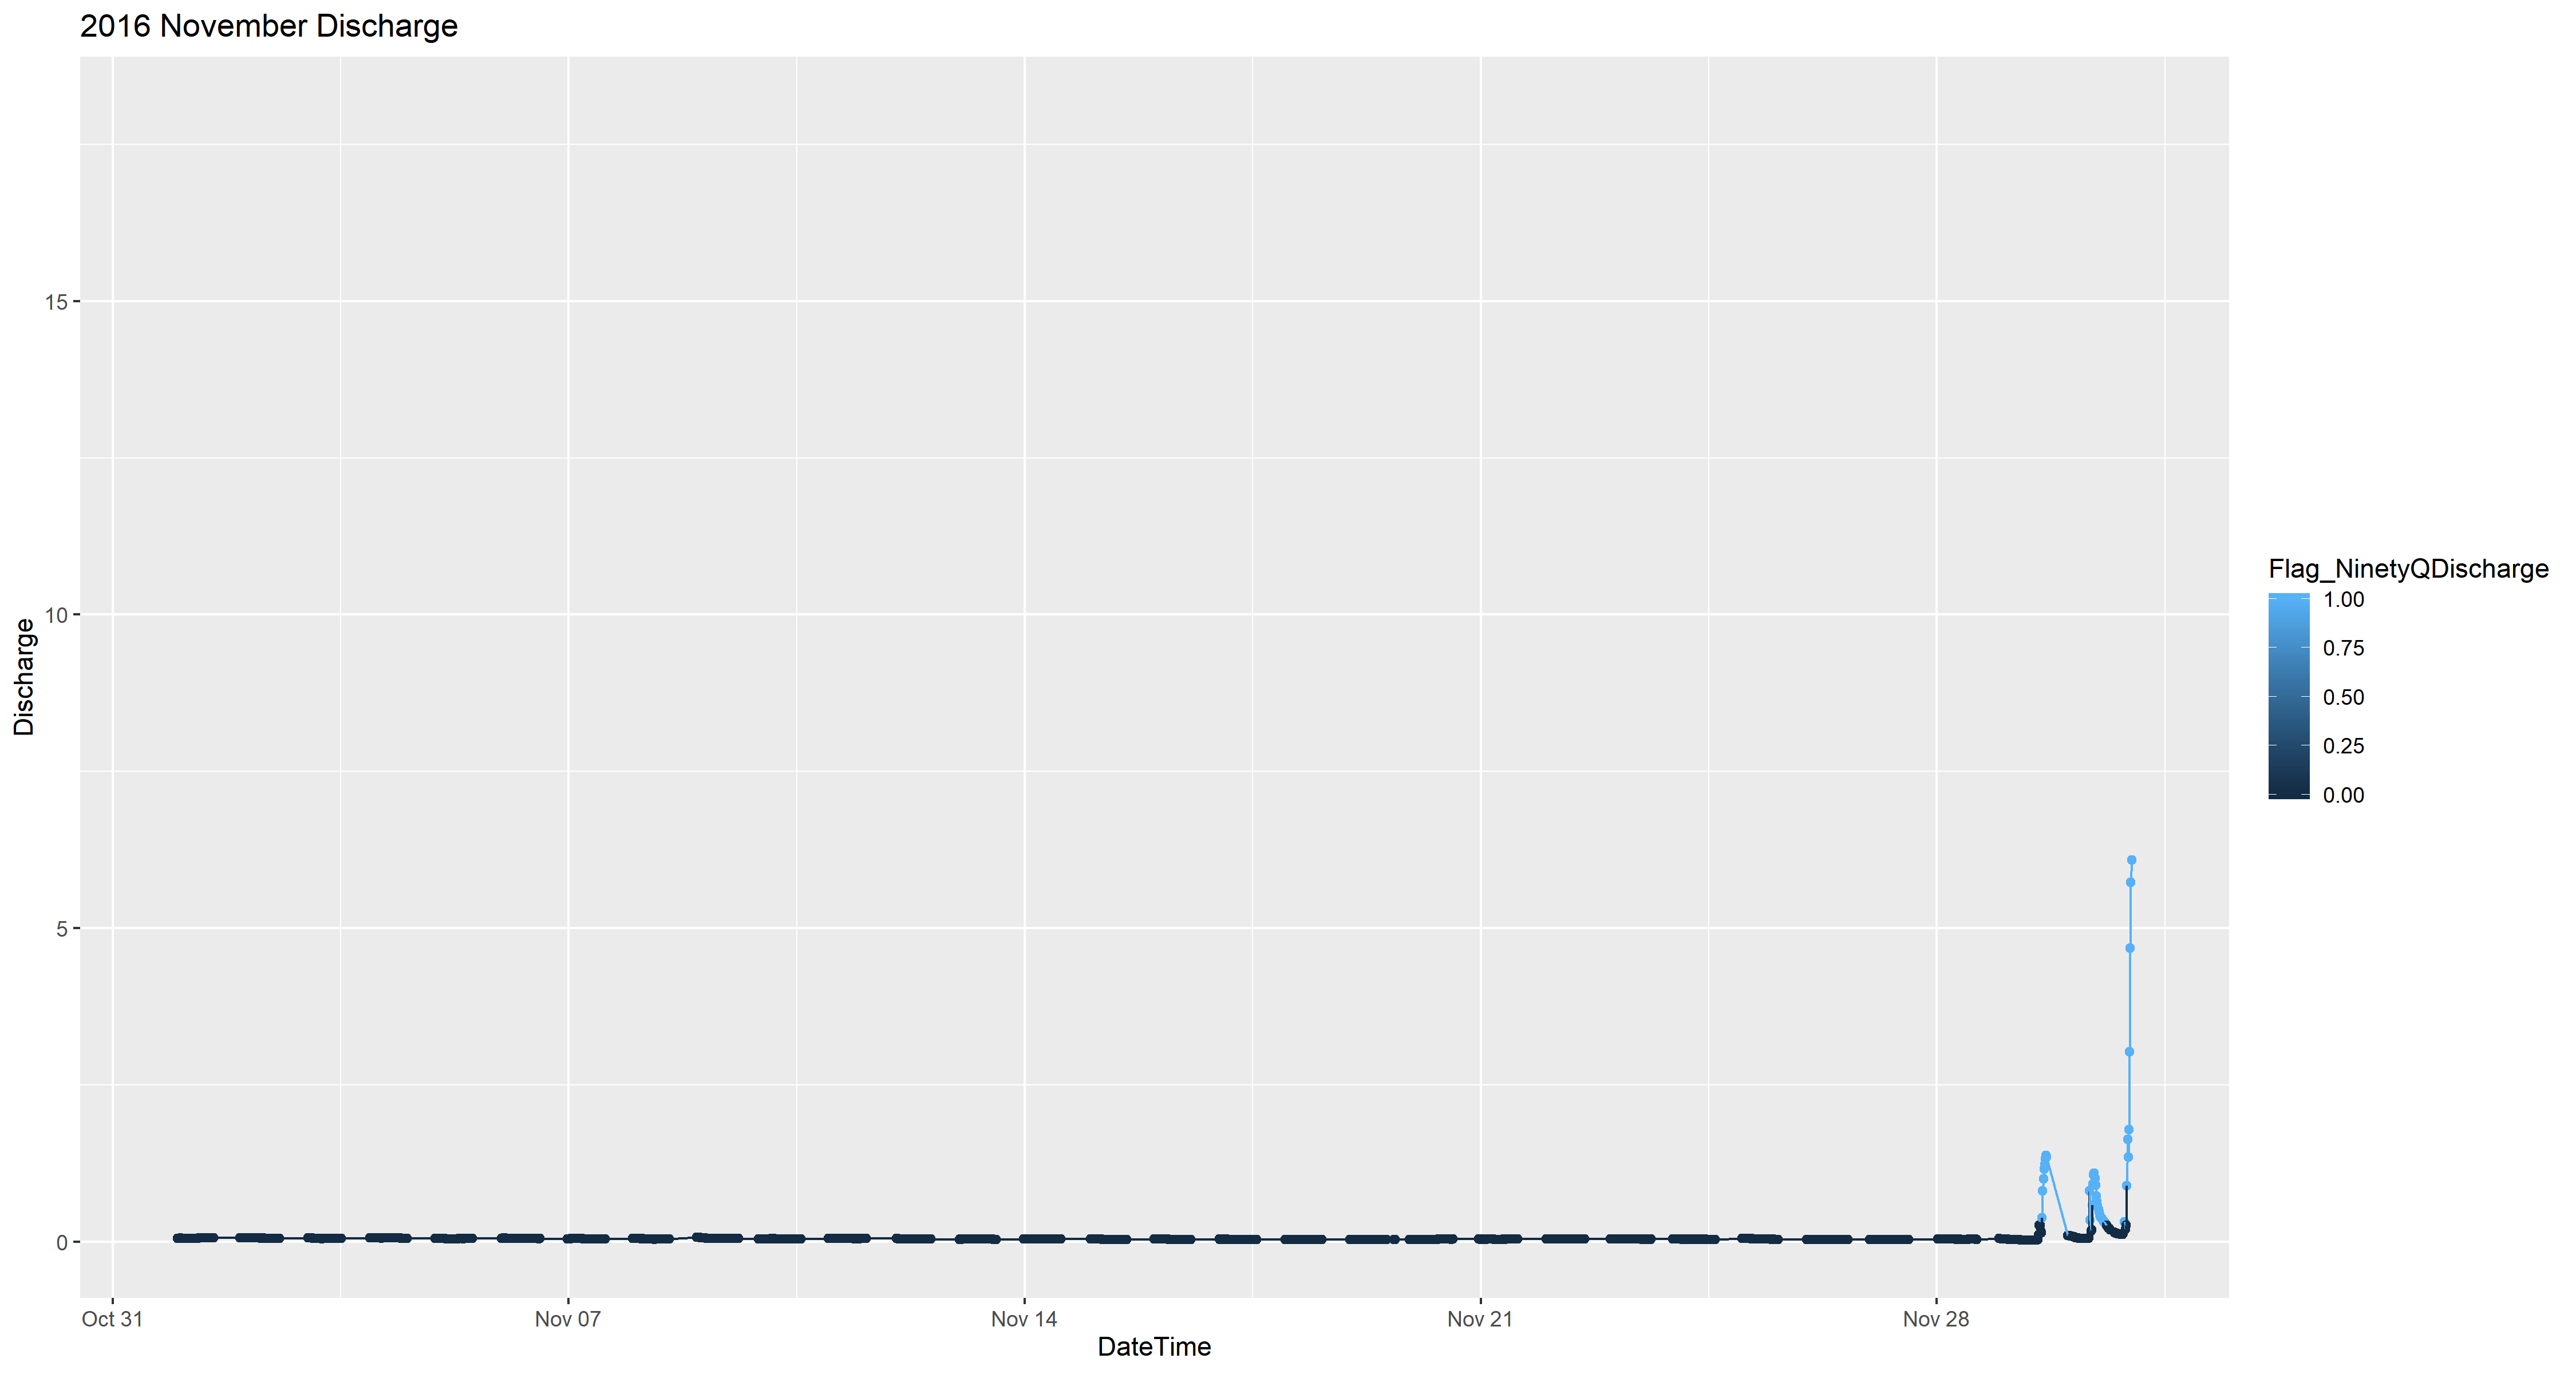 2016 November Discharge
15
10
5
0
Discharge
Oct 31
Nov 07
Nov 14
Nov 21
Nov 28
DateTime
Flag_NinetyQDischarge
1.00
0.75
0.50
0.25
0.00